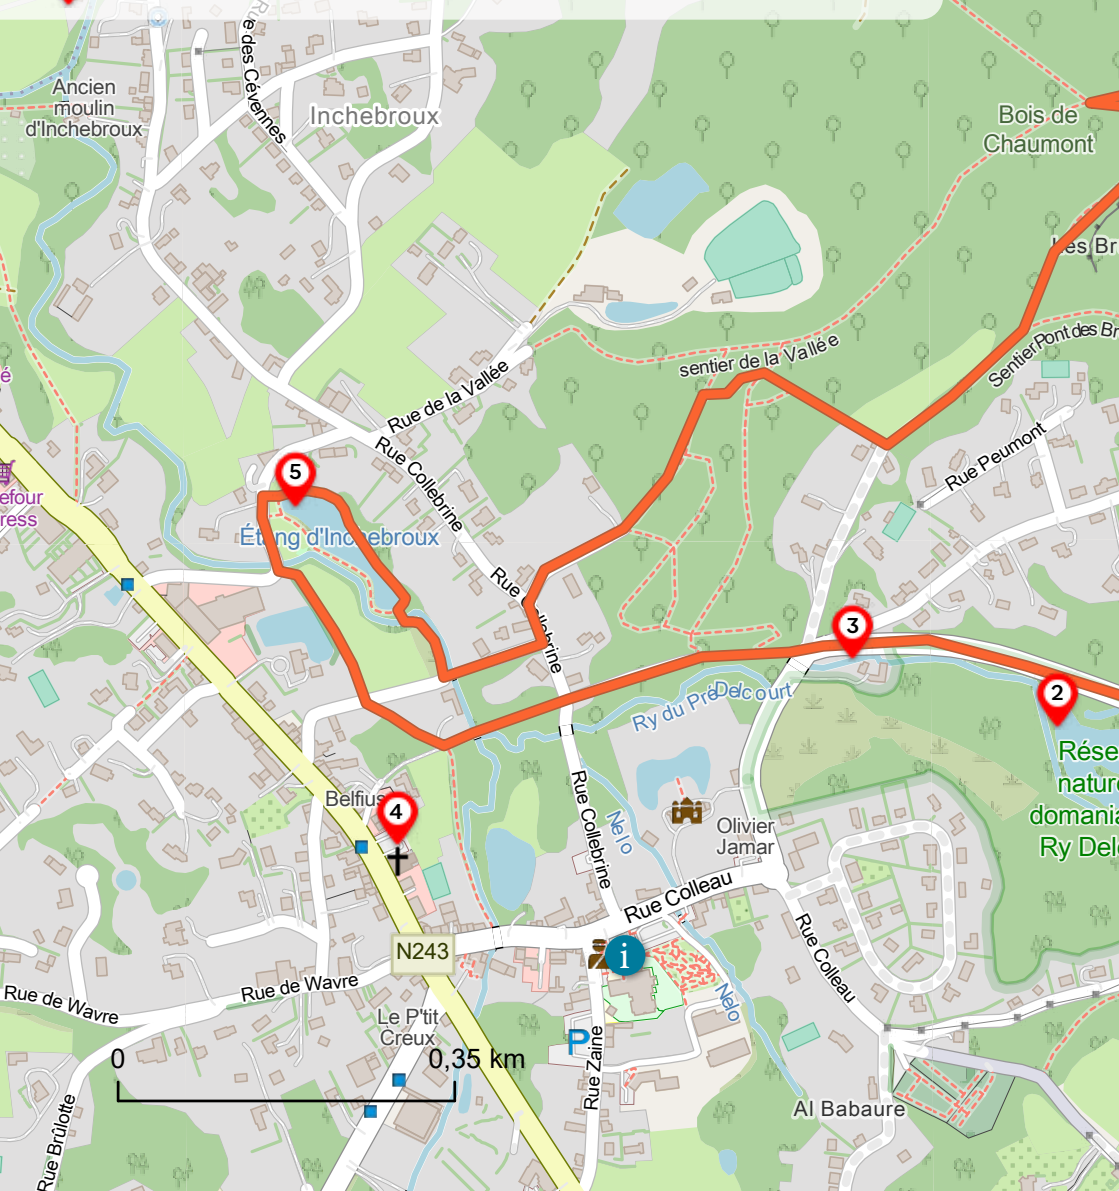 e des Cévennes
Ancien
moulin
d'Inchebroux
Inchebroux
Bois de
Chaumont
Les Br
Sentier Pont des Br
sentier de la Vallée
Rue de la Vallée
Rue Collebrine
Rue Peumont
efour
ress
5
Étang d'Inchebroux
Rue Collebrine
3
2
Ry du Pré Delcourt
Rése
nature
domania
Ry Dele
Belfius
4
Rue Collebrine
Nelo
Olivier
Jamar
Rue Colleau
Rue Colleau
N243
i
Rue de Wavre
Rue de Wavre
Nelo
Le P'tit
Creux
P
Rue Zaine
0
0,35 km
Al Babaure
Rue Brûlotte